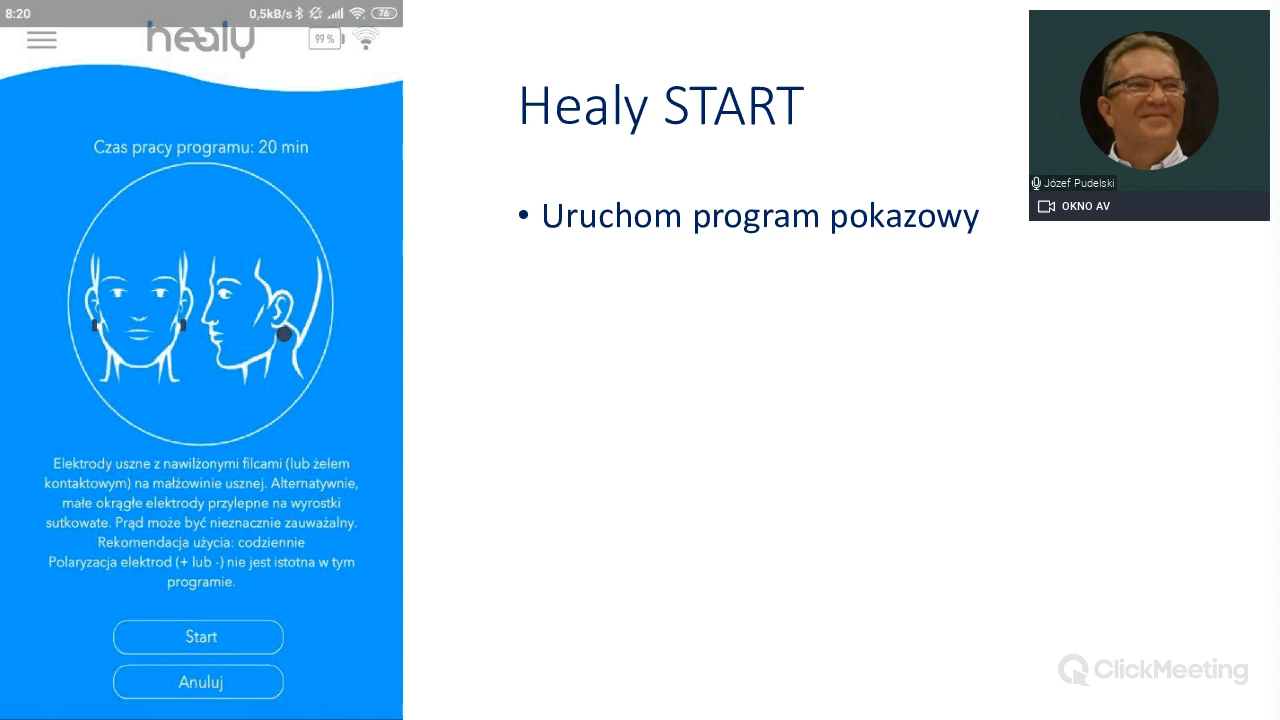 8:20
0,5kB/s
76
healy
99 %
Czas pracy programu: 20 min
Elektrody uszne z nawilżonymi filcami (lub żelem
kontaktowym) na małżowinie usznej. Alternatywnie,
małe okrągłe elektrody przylepne na wyrostki
sutkowate. Prąd może być nieznacznie zauważalny.
Rekomendacja użycia: codziennie
Polaryzacja elektrod (+ lub -) nie jest istotna w tym
programie.
Start
Anuluj
Healy START
• Uruchom program pokazowy
Józef Pudelski
OKNO AV
ClickMeeting